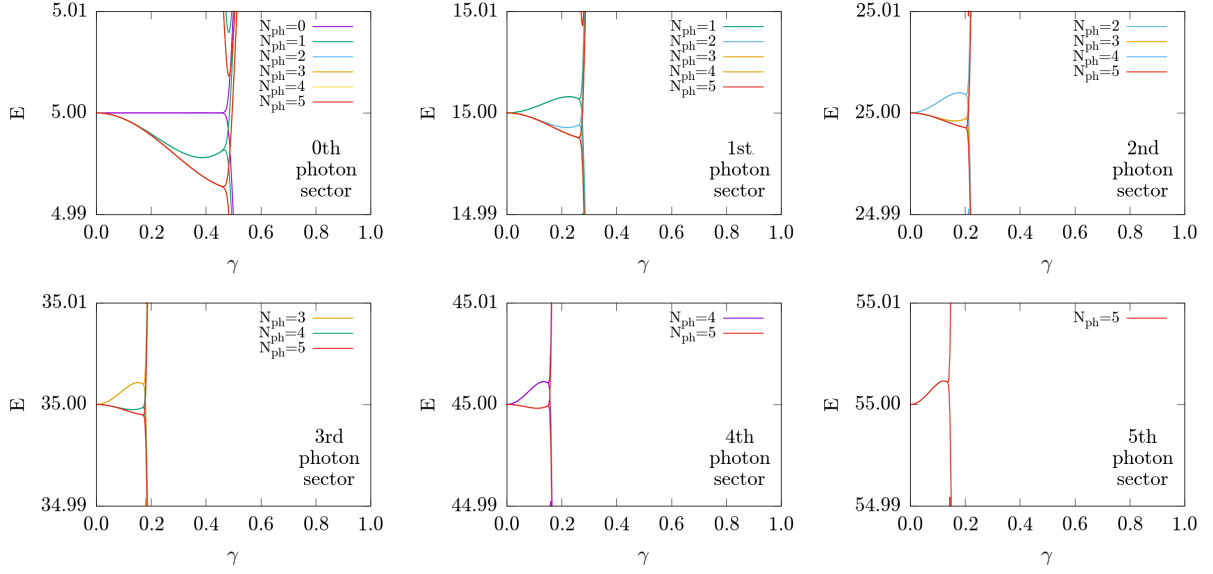 5.01
5.00
4.99
E
N_ph=0
N_ph=1
N_ph=2
N_ph=3
N_ph=4
N_ph=5
0th
photon
sector
0.0 0.2 0.4 0.6 0.8 1.0
γ
15.01
15.00
14.99
E
N_ph=1
N_ph=2
N_ph=3
N_ph=4
N_ph=5
1st
photon
sector
0.0 0.2 0.4 0.6 0.8 1.0
γ
25.01
25.00
24.99
E
N_ph=2
N_ph=3
N_ph=4
N_ph=5
2nd
photon
sector
0.0 0.2 0.4 0.6 0.8 1.0
γ
35.01
35.00
34.99
E
N_ph=3
N_ph=4
N_ph=5
3rd
photon
sector
0.0 0.2 0.4 0.6 0.8 1.0
γ
45.01
45.00
44.99
E
N_ph=4
N_ph=5
4th
photon
sector
0.0 0.2 0.4 0.6 0.8 1.0
γ
55.01
55.00
54.99
E
N_ph=5
5th
photon
sector
0.0 0.2 0.4 0.6 0.8 1.0
γ